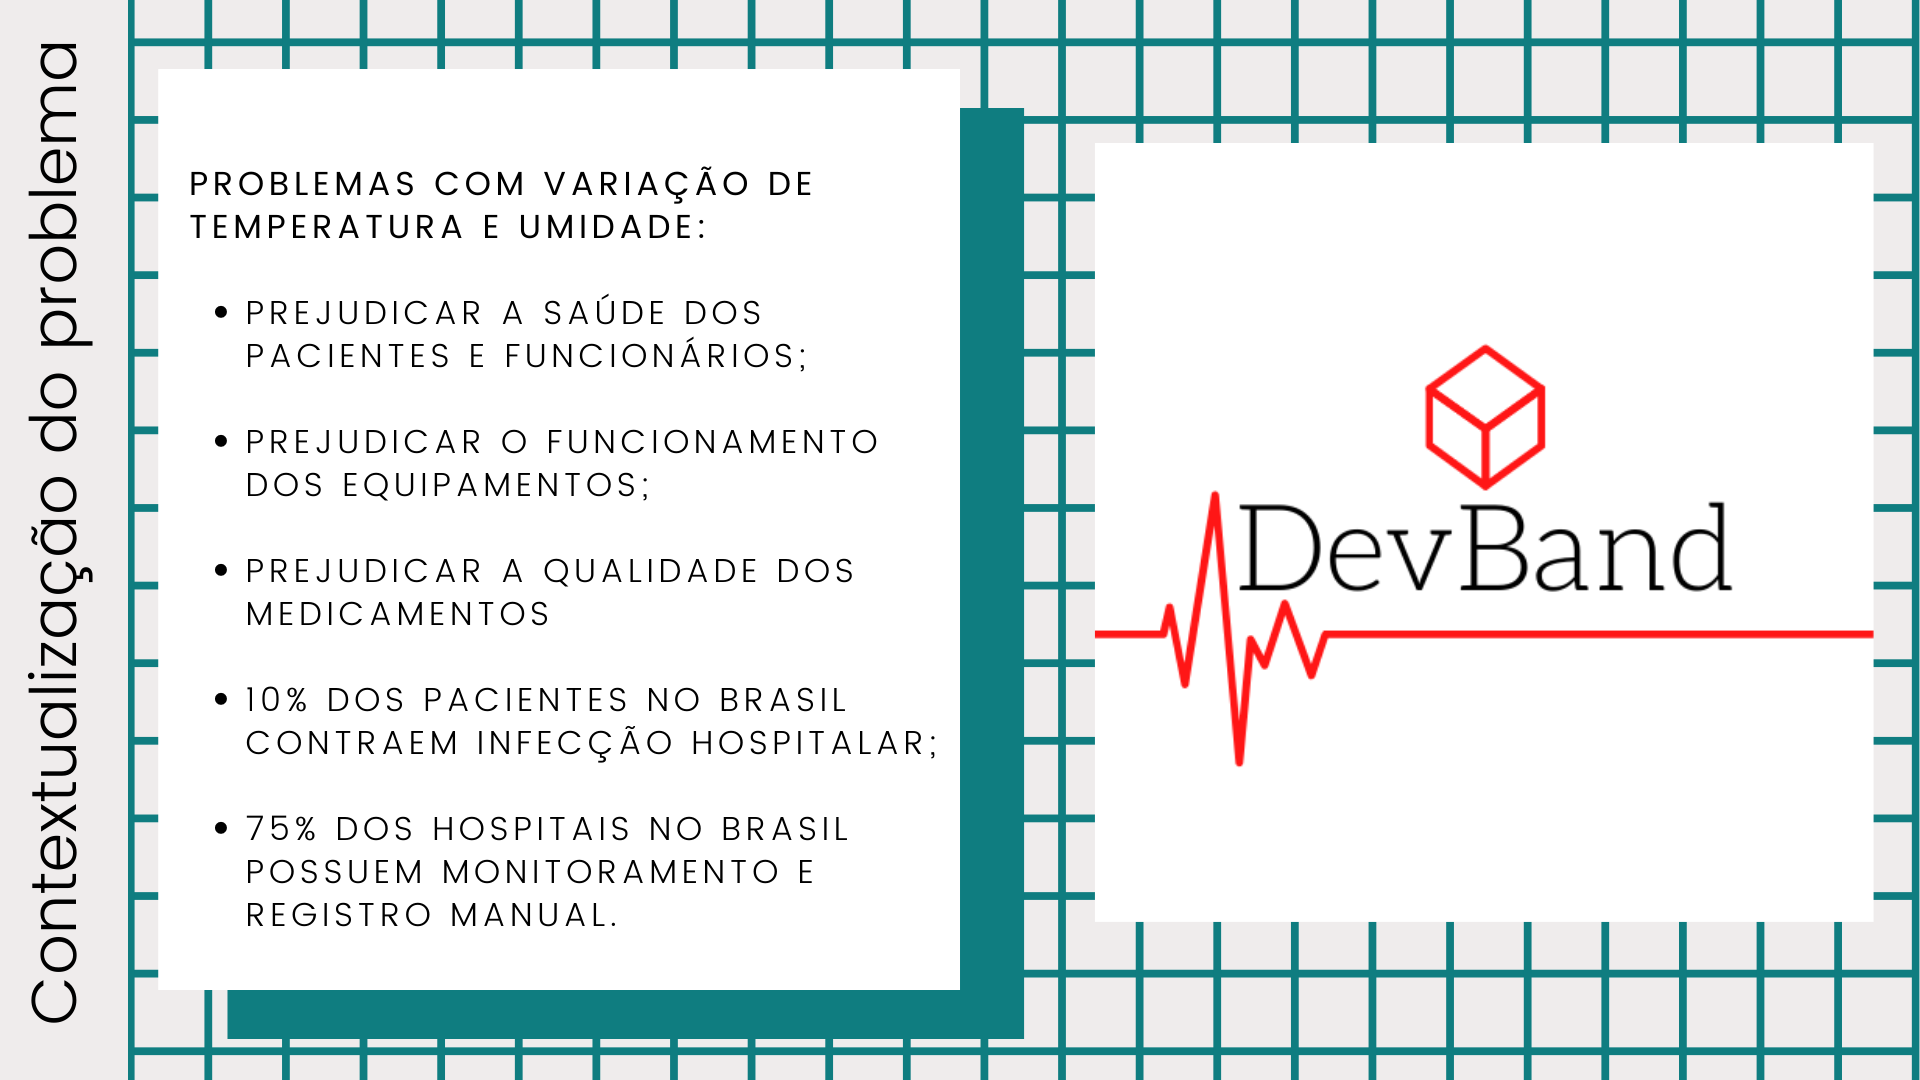 Contextualização do problema
PROBLEMAS COM VARIAÇÃO DE
TEMPERATURA E UMIDADE:
• PREJUDICAR A SAÚDE DOS
PACIENTES E FUNCIONÁRIOS;
• PREJUDICAR O FUNCIONAMENTO
DOS EQUIPAMENTOS;
• PREJUDICAR A QUALIDADE DOS
MEDICAMENTOS
• 10% DOS PACIENTES NO BRASIL
CONTRAEM INFECÇÃO HOSPITALAR;
• 75% DOS HOSPITAIS NO BRASIL
POSSUEM MONITORAMENTO E
REGISTRO MANUAL.
DevBand